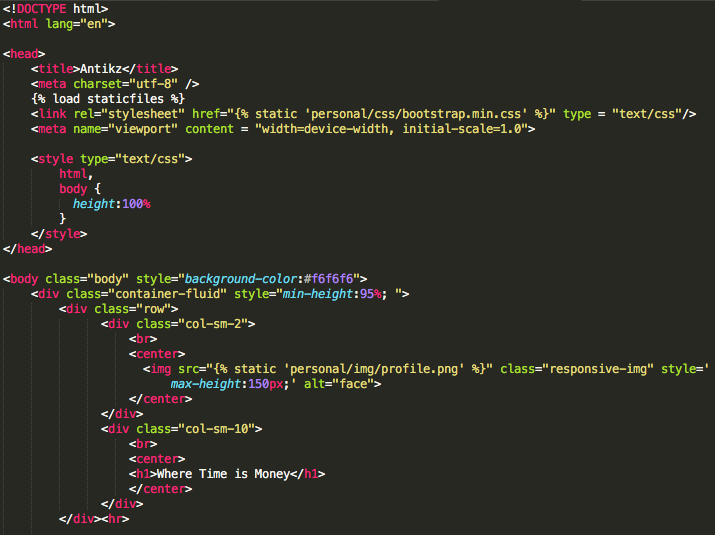 <!DOCTYPE html>
<html lang="en">
<head>
<title>Antikz</title>
<meta charset="utf-8" />
{% load staticfiles %}
<link rel="stylesheet" href="{% static 'personal/css/bootstrap.min.css' %}" type = "text/css"/>
<meta name="viewport" content = "width=device-width, initial-scale=1.0">
<style type="text/css">
html,
body {
height:100%
}
</style>
</head>
<body class="body" style="background-color:#f6f6f6">
<div class="container-fluid" style="min-height:95%; ">
<div class="row">
<div class="col-sm-2">
<br>
<center>
<img src="{% static 'personal/img/profile.png' %}" class="responsive-img" style='
max-height:150px;' alt="face">
</center>
</div>
<div class="col-sm-10">
<br>
<center>
<h1>Where Time is Money</h1>
</center>
</div>
</div><hr>